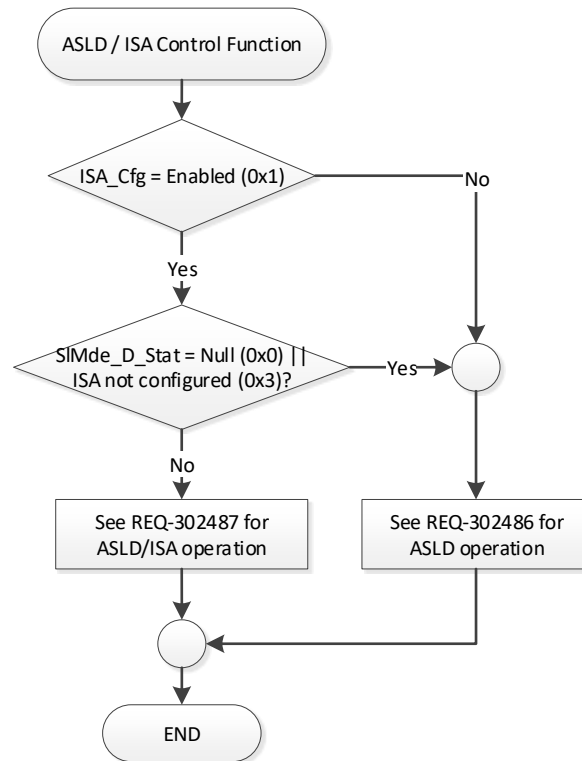 ASLD / ISA Control Function
ISA_Cfg = Enabled (0x1)
No
Yes
SlMde_D_Stat = Null (0x0) ||
ISA not configured (0x3)?
Yes
No
See REQ-302487 for
ASLD/ISA operation
See REQ-302486 for
ASLD operation
END